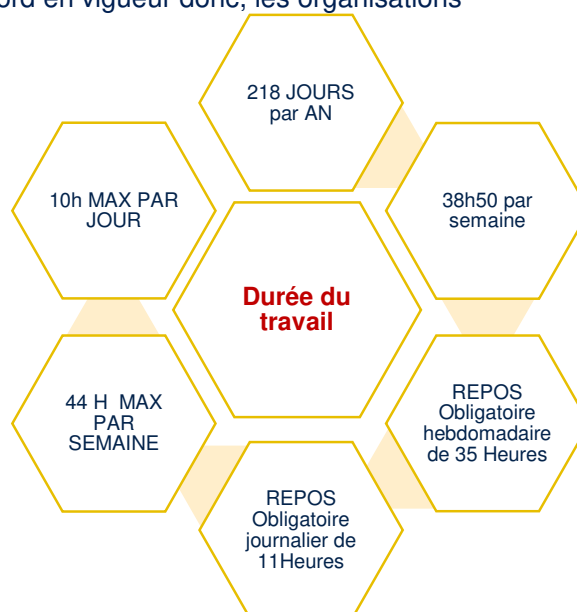 ord en vigueur donc, les organisations
218 JOURS
par AN
10h MAX PAR
JOUR
38h50 par
semaine
Durée du
travail
44 H  MAX
PAR
SEMAINE
REPOS
Obligatoire
hebdomadaire
de 35 Heures
REPOS
Obligatoire
journalier de
11Heures